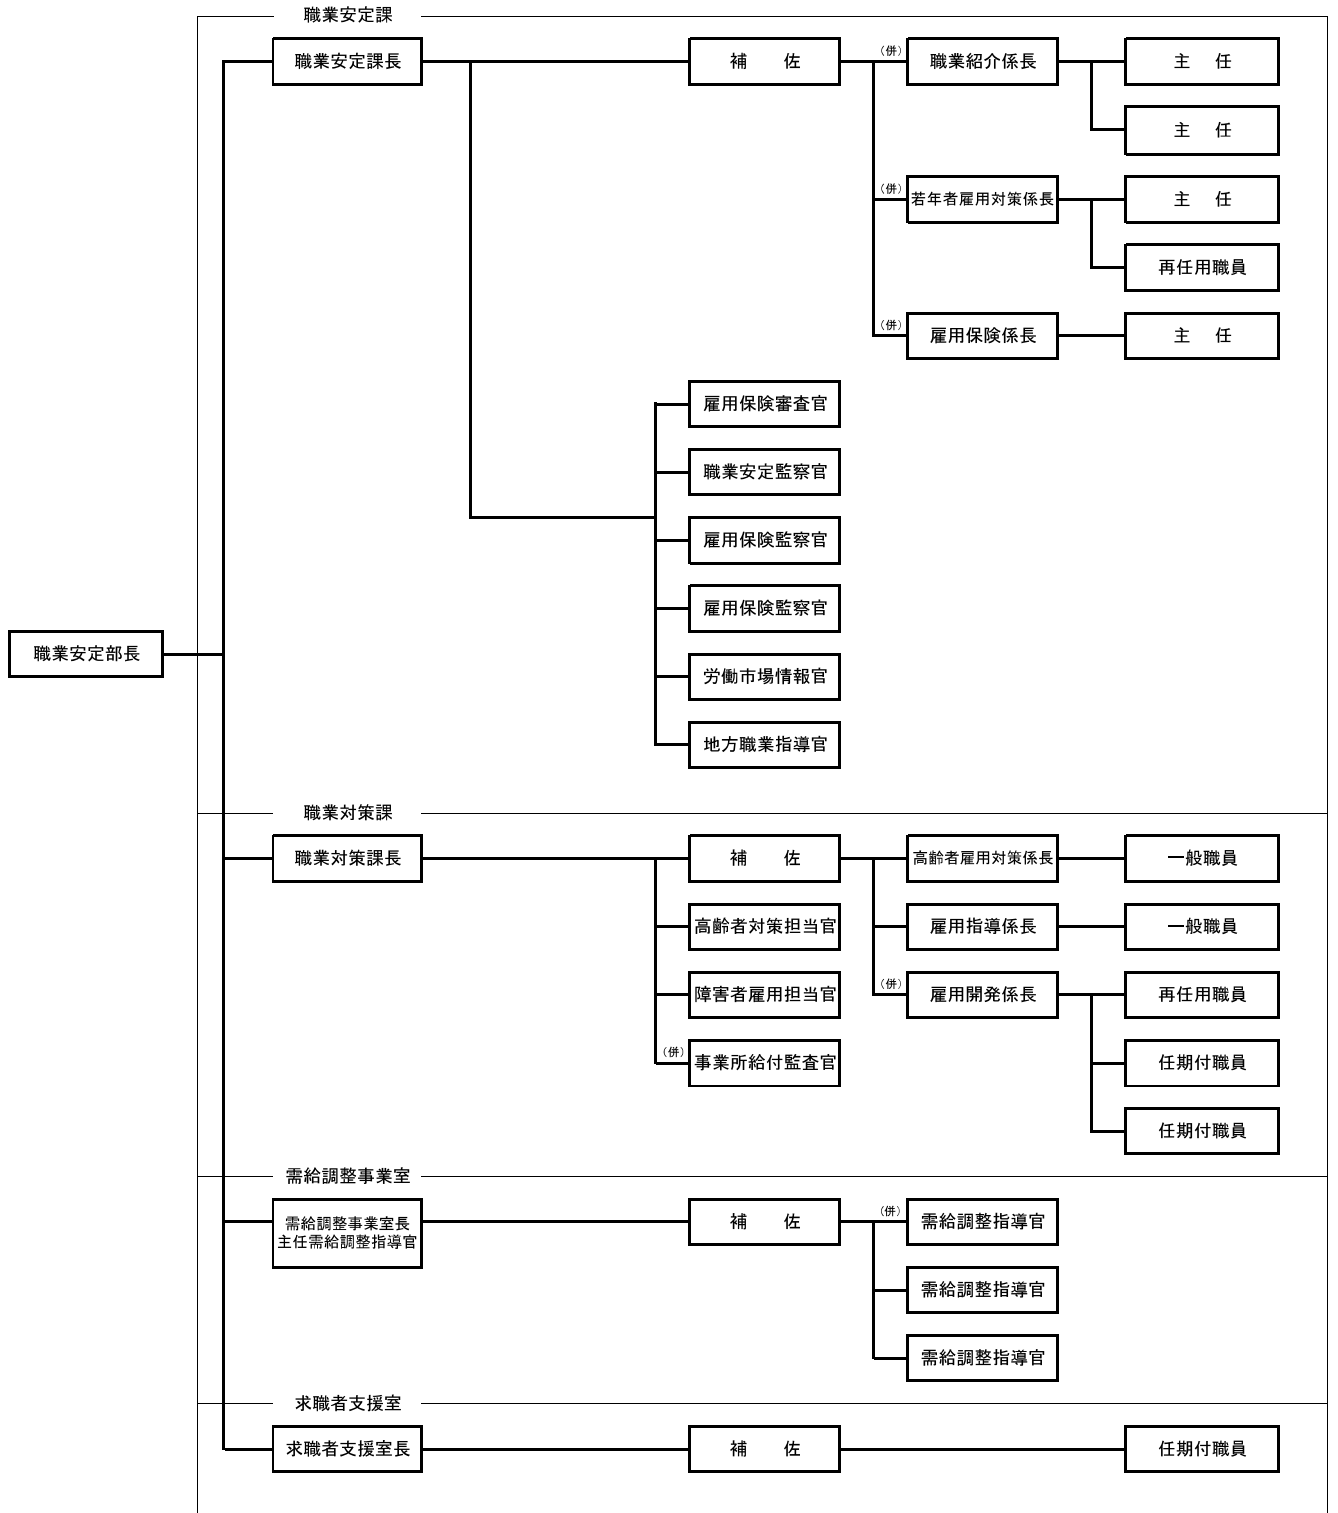 職業安定課
職業安定課長
補　　佐
（併）
職業紹介係長
主　任
主　任
（併）
若年者雇用対策係長
主　任
再任用職員
（併）
雇用保険係長
主　任
雇用保険審査官
職業安定監察官
雇用保険監察官
雇用保険監察官
職業安定部長
労働市場情報官
地方職業指導官
職業対策課
職業対策課長
補　　佐
高齢者雇用対策係長
一般職員
高齢者対策担当官
雇用指導係長
一般職員
障害者雇用担当官
（併）
雇用開発係長
再任用職員
（併）
事業所給付監査官
任期付職員
任期付職員
需給調整事業室
需給調整事業室長
主任需給調整指導官
補　　佐
（併）
需給調整指導官
需給調整指導官
需給調整指導官
求職者支援室
求職者支援室長
補　　佐
任期付職員